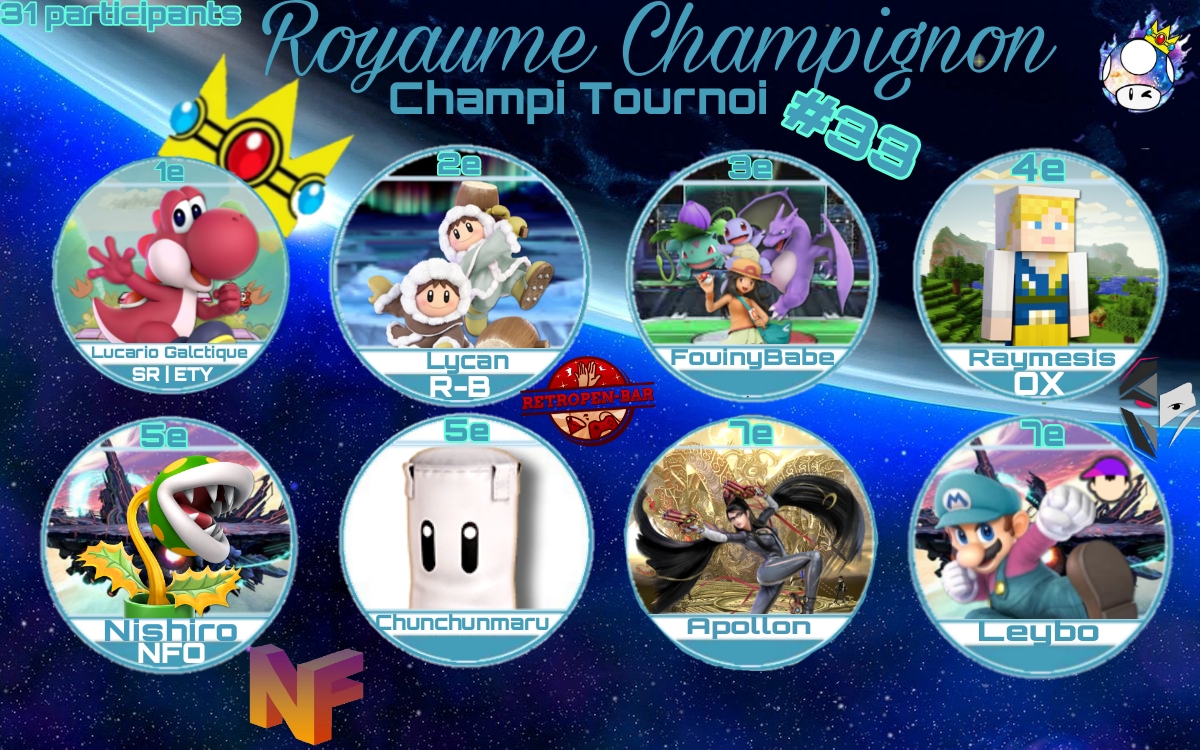 31 participants
Royaume Champignon
Champi Tournoi
#33
1e
Lucario Galctique
SR | ETY
2e
Lycan
R-B
3e
FouinyBabe
4e
Raymesis
OX
RETROPEN-BAR
5e
Nishiro
NFO
5e
Chunchunmaru
7e
Apollon
7e
Leybo
NF
M